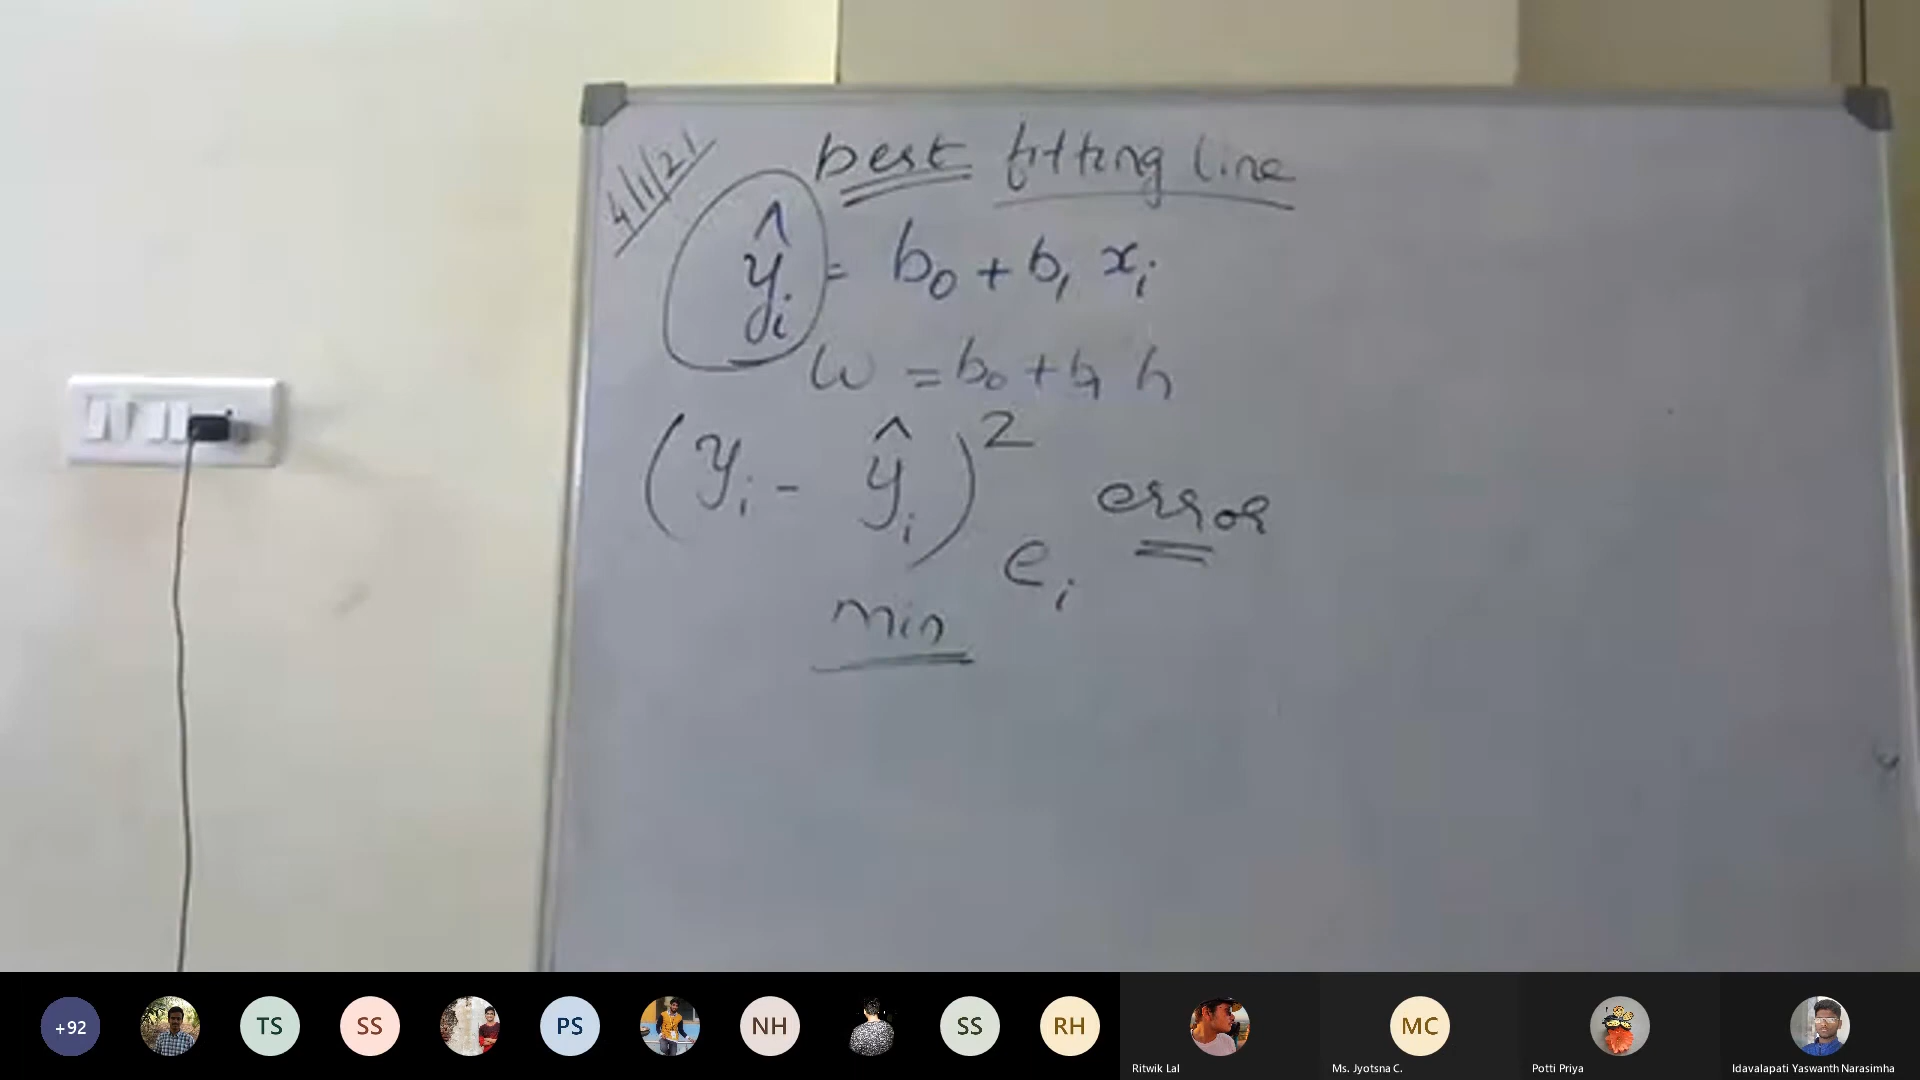 4/1/21
best fitting line
ŷi = b₀ + b₁ xᵢ
w = b₀ + b₁ h
(yᵢ - ŷᵢ)²
error
eᵢ
min
+92 TS SS PS NH SS RH MC
Ritwik Lal Ms. Jyotsna C. Potti Priya Idavalapati Yaswanth Narasimha